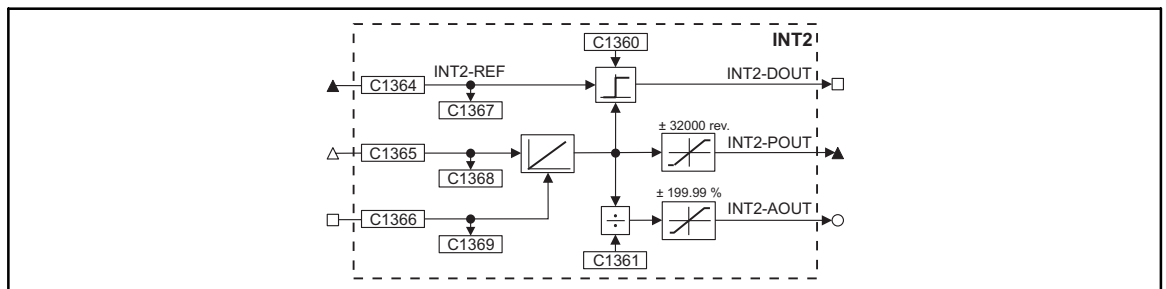 INT2
C1360
C1364
INT2-REF
INT2-DOUT
C1367
± 32000 rev.
C1365
INT2-POUT
C1368
± 199.99 %
C1366
÷
INT2-AOUT
C1369
C1361